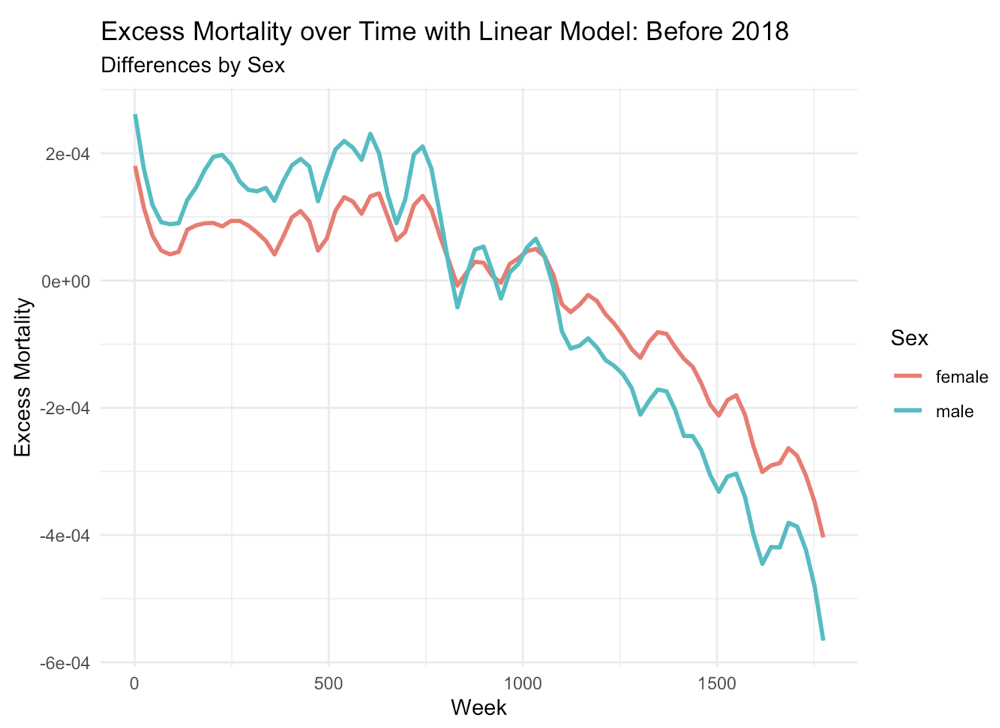 Excess Mortality over Time with Linear Model: Before 2018
Differences by Sex
Excess Mortality
2e-04
0e+00
-2e-04
-4e-04
-6e-04
0
500
1000
1500
Week
Sex
female
male